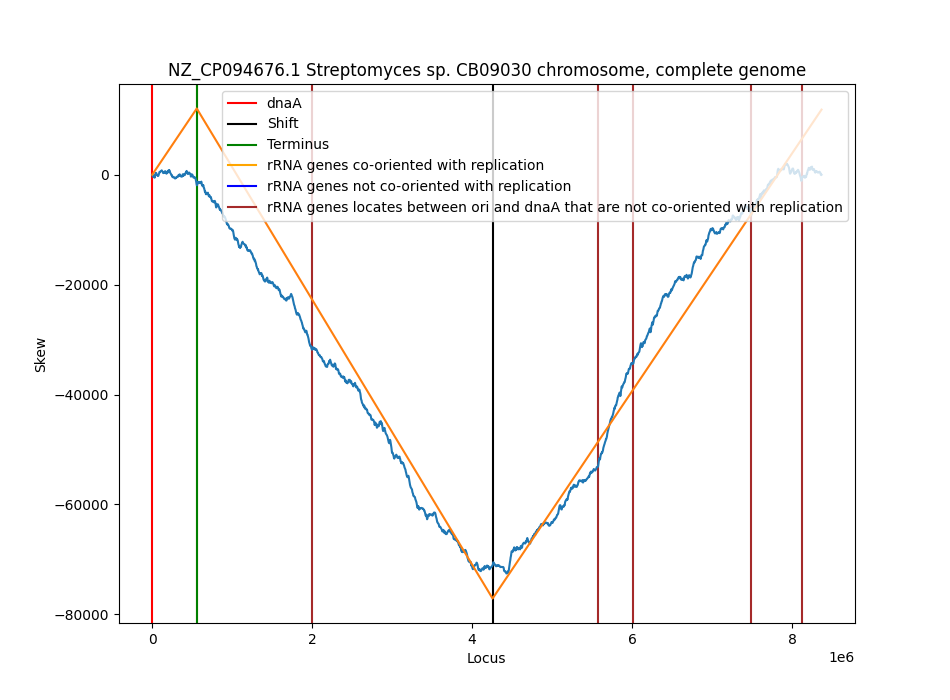 NZ_CP094676.1 Streptomyces sp. CB09030 chromosome, complete genome
dnaA
Shift
Terminus
rRNA genes co-oriented with replication
rRNA genes not co-oriented with replication
rRNA genes locates between ori and dnaA that are not co-oriented with replication
0
−20000
−40000
−60000
−80000
Skew
0 2 4 6 8
1e6
Locus